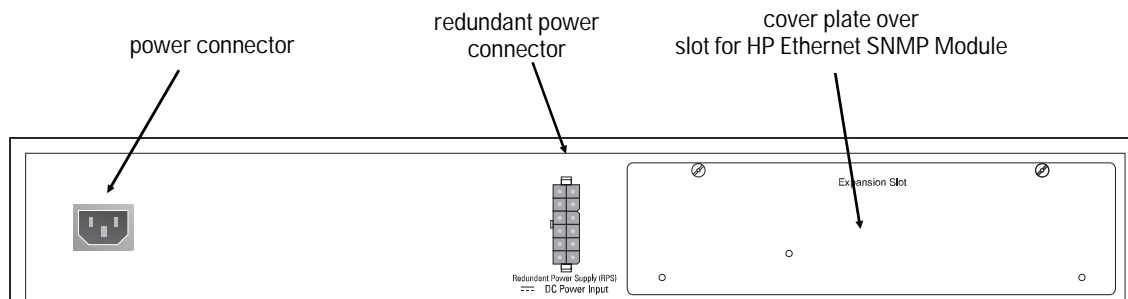 power connector
redundant power
connector
cover plate over
slot for HP Ethernet SNMP Module
Expansion Slot
Redundant Power Supply (RPS)
DC Power Input